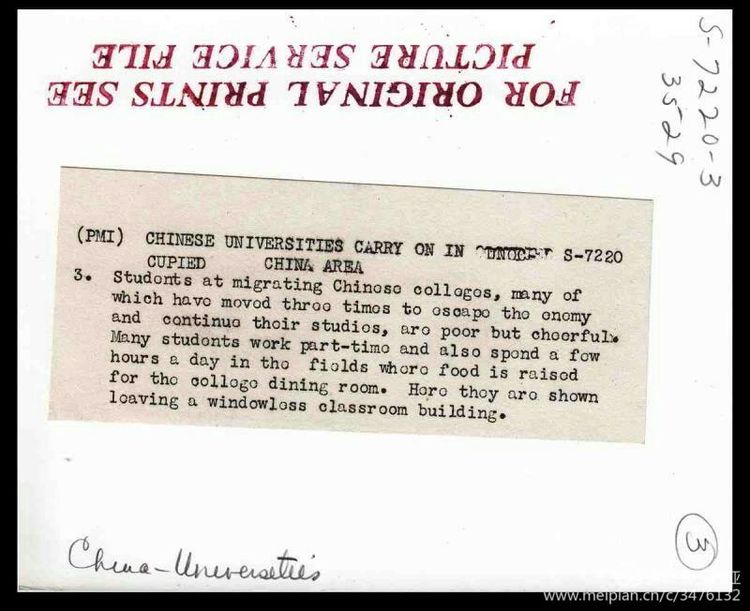 FOR ORIGINAL PRINTS SEE
PICTURE SERVICE FILE
S-7220-3
3529
(PMI) CHINESE UNIVERSITIES CARRY ON IN S-7220
CUPIED CHINA AREA
3. Students at migrating Chinese colleges, many of
which have moved three times to escape the enemy
and continue their studies, are poor but cheerful.
Many students work part-time and also spend a few
hours a day in the fields where food is raised
for the college dining room. Here they are shown
leaving a windowless classroom building.
3
China-Universities
www.meipian.cn/c/3476132